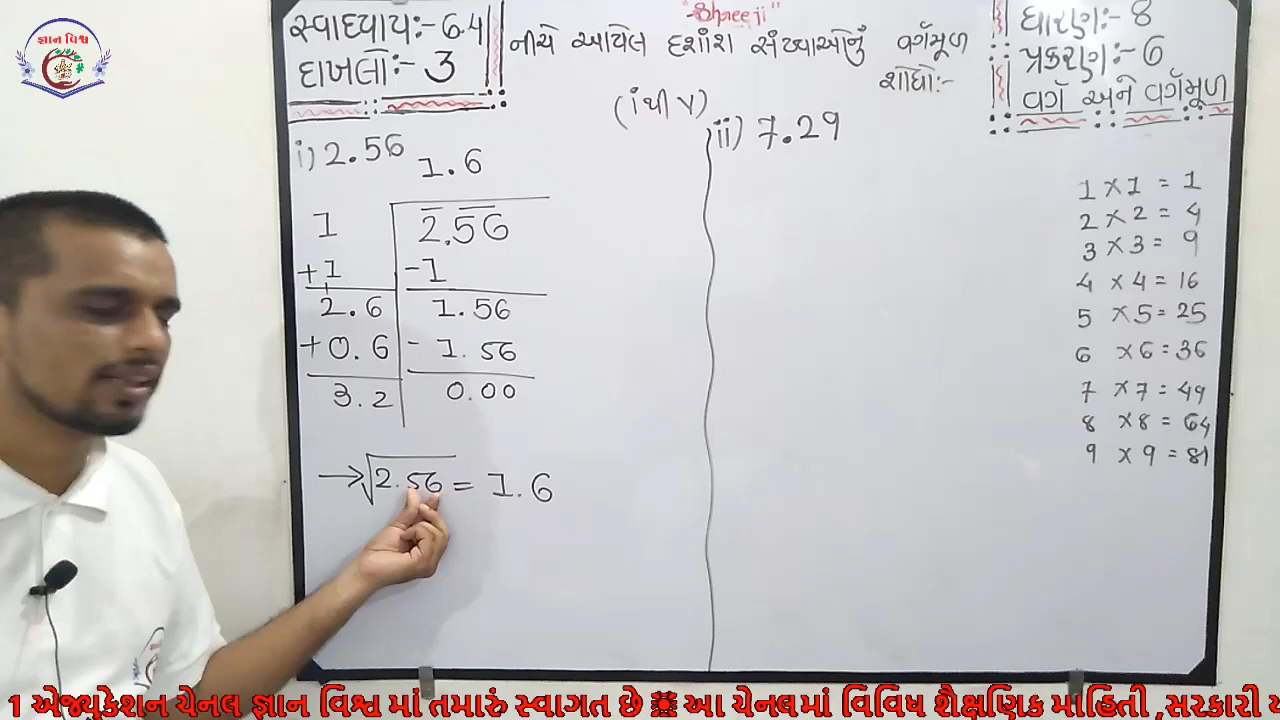 જ્ઞાન વિશ્વ
સ્વાધ્યાય:- 6.4
દાખલો:- 3
"Shreeji"
નીચે આપેલ દશાંશ સંખ્યાઓનું વર્ગમૂળ
શોધો:-
(i થી v)
ધોરણ:- 8
પ્રકરણ:- 6
વર્ગ અને વર્ગમૂળ
i) 2.56
1.6
1 2.56
+1 -1
2.6 1.56
+0.6 - 1.56
3.2 0.00
→√2.56 = 1.6
ii) 7.29
1 × 1 = 1
2 × 2 = 4
3 × 3 = 9
4 × 4 = 16
5 × 5 = 25
6 × 6 = 36
7 × 7 = 49
8 × 8 = 64
9 × 9 = 81
1 એજ્યુકેશન ચેનલ જ્ઞાન વિશ્વ માં તમારું સ્વાગત છે આ ચેનલમાં વિવિધ શૈક્ષણિક માહિતી ,સરકારી